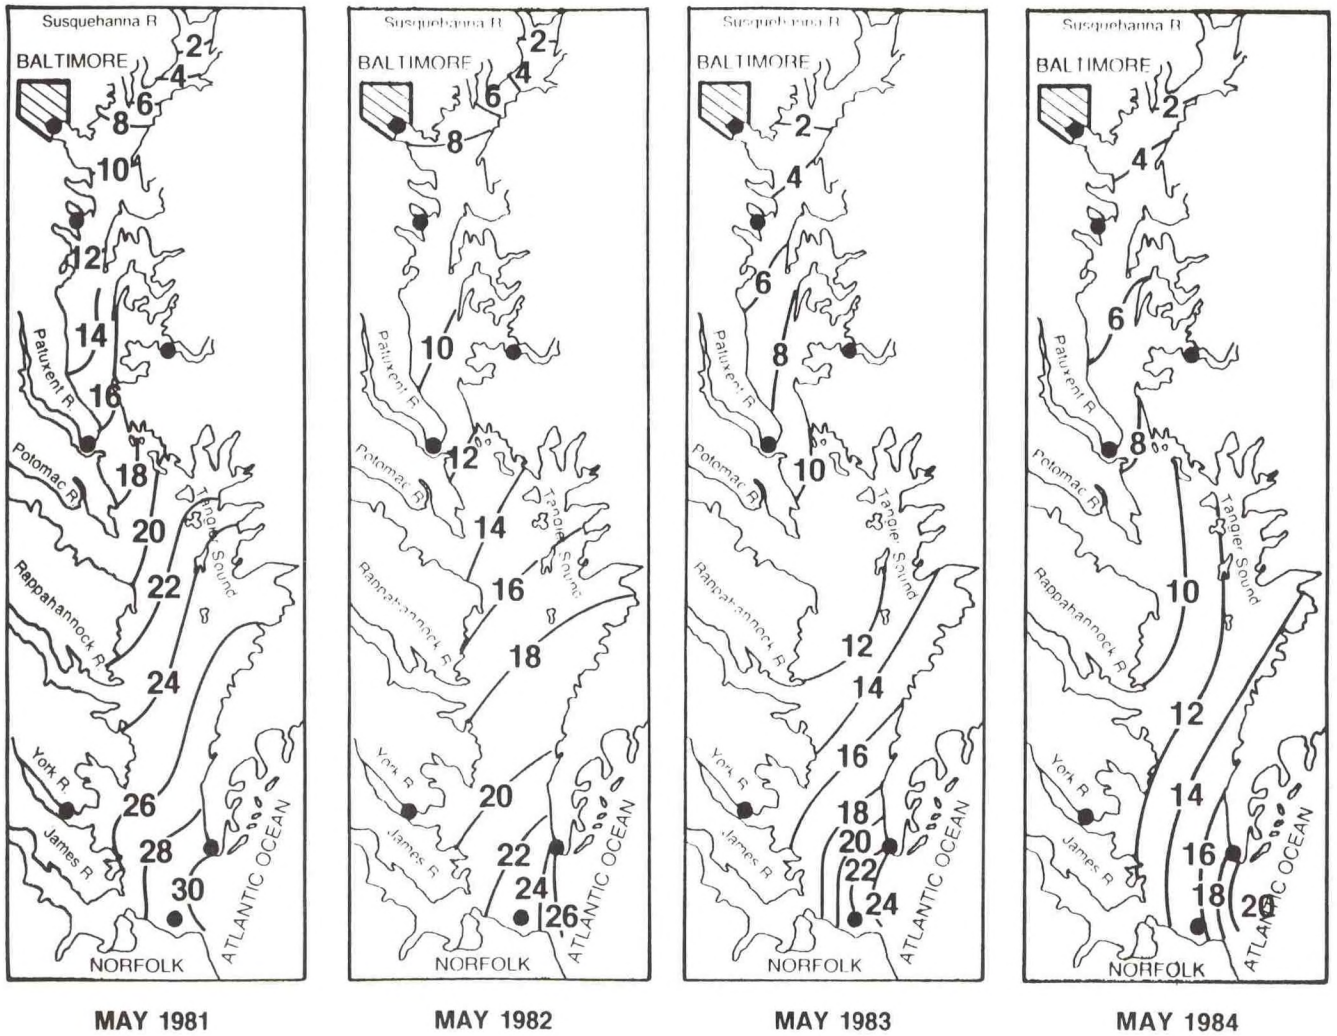 Susquehanna R
2
BALTIMORE
4
6
8
10
12
14
Patuxent R.
16
Potomac R.
18
20
Tangier Sound
22
Rappahannock R.
24
York R.
26
James R.
28
30
ATLANTIC OCEAN
NORFOLK
MAY 1981
Susquehanna R
2
BALTIMORE
4
6
8
10
Patuxent R.
12
Potomac R.
14
Tangier Sound
16
Rappahannock R.
18
York R.
20
James R.
22
24
26
ATLANTIC OCEAN
NORFOLK
MAY 1982
Susquehanna R
BALTIMORE
2
4
6
8
Patuxent R.
10
Potomac R.
Tangier Sound
Rappahannock R.
12
14
16
York R.
18
20
James R.
22
24
ATLANTIC OCEAN
NORFOLK
MAY 1983
Susquehanna R
BALTIMORE
2
4
6
Patuxent R.
8
Potomac R.
Tangier Sound
10
Rappahannock R.
12
York R.
14
James R.
16
18
20
ATLANTIC OCEAN
NORFOLK
MAY 1984